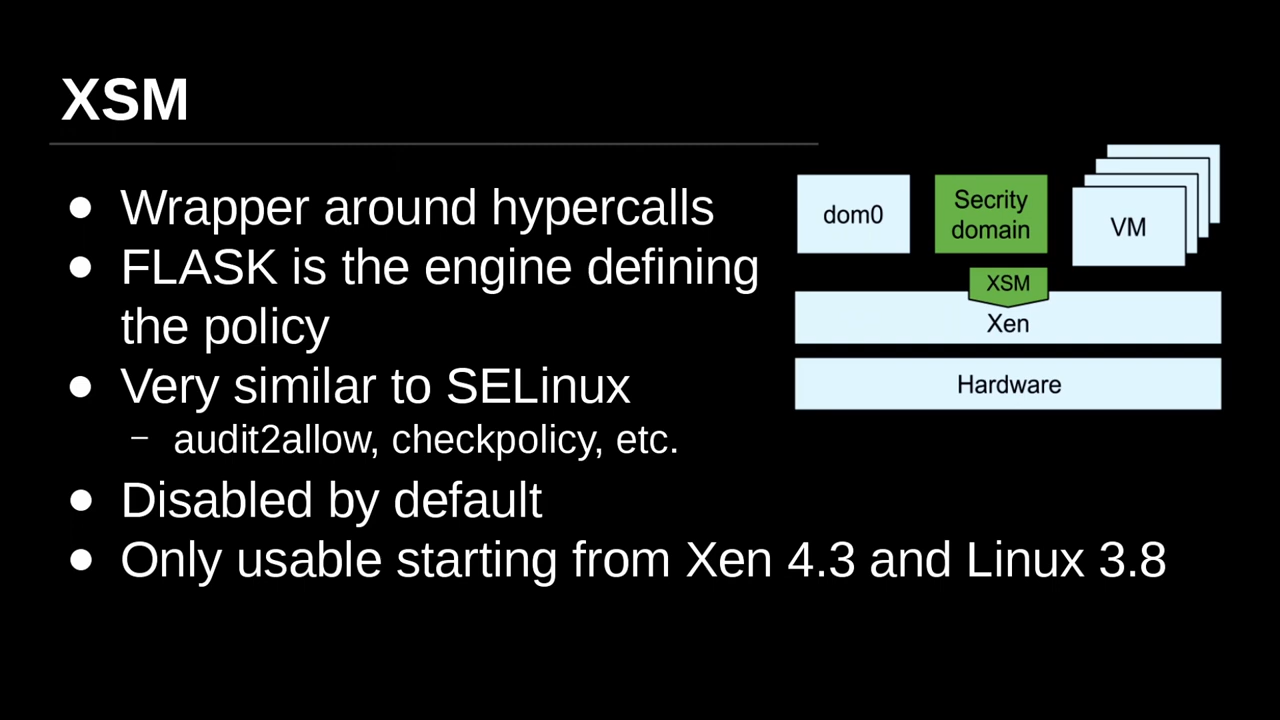 XSM
● Wrapper around hypercalls
● FLASK is the engine defining
the policy
● Very similar to SELinux
– audit2allow, checkpolicy, etc.
● Disabled by default
● Only usable starting from Xen 4.3 and Linux 3.8
dom0
Secrity
domain
VM
XSM
Xen
Hardware